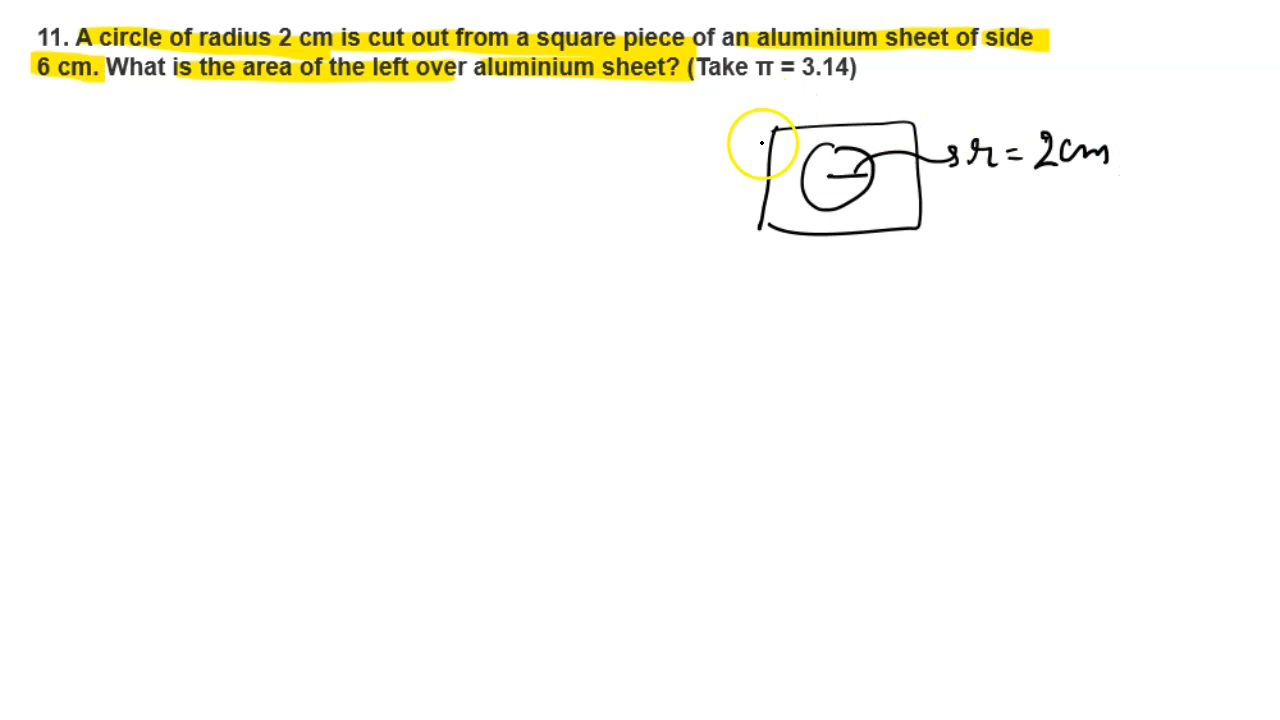 11. A circle of radius 2 cm is cut out from a square piece of an aluminium sheet of side
6 cm. What is the area of the left over aluminium sheet? (Take π = 3.14)
r = 2cm